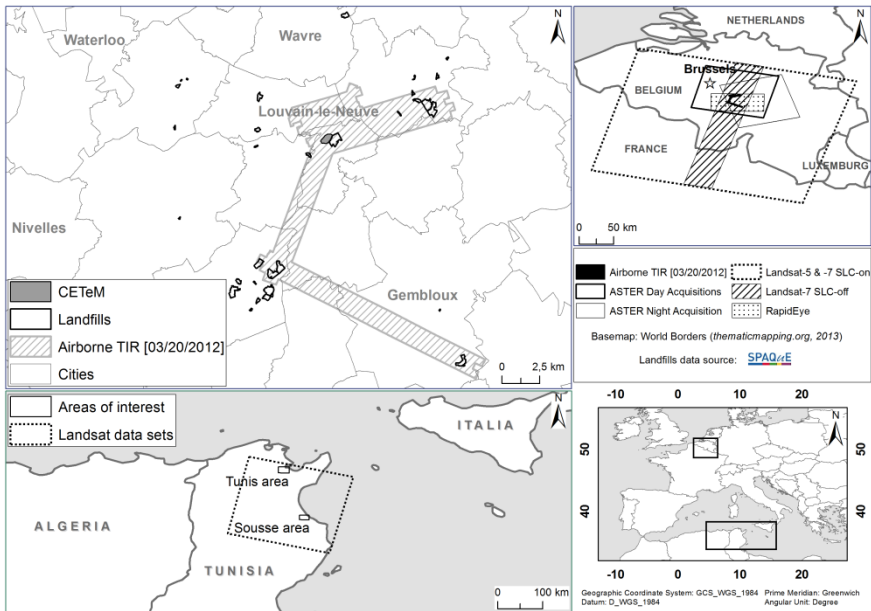 Waterloo
Wavre
N
Louvain-le-Neuve
Nivelles
Gembloux
CETeM
Landfills
Airborne TIR [03/20/2012]
Cities
0 2,5 km
NETHERLANDS
N
Brussels
BELGIUM
FRANCE
LUXEMBURG
0 50 km
Airborne TIR [03/20/2012]
Landsat-5 & -7 SLC-on
ASTER Day Acquisitions
Landsat-7 SLC-off
ASTER Night Acquisition
RapidEye
Basemap: World Borders (thematicmapping.org, 2013)
Landfills data source: SPAQuE
Areas of interest
Landsat data sets
N
ITALIA
Tunis area
Sousse area
ALGERIA
TUNISIA
0 100 km
-10 0 10 20
N
50
50
40
40
-10 0 10 20
Geographic Coordinate System: GCS_WGS_1984 Prime Meridian: Greenwich
Datum: D_WGS_1984 Angular Unit: Degree